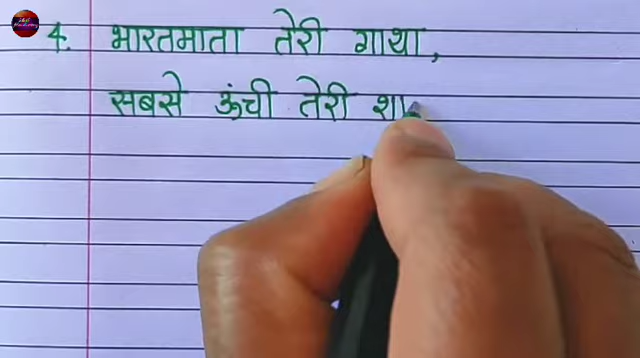 4. भारतमाता तेरी गाथा,
सबसे ऊंची तेरी शा